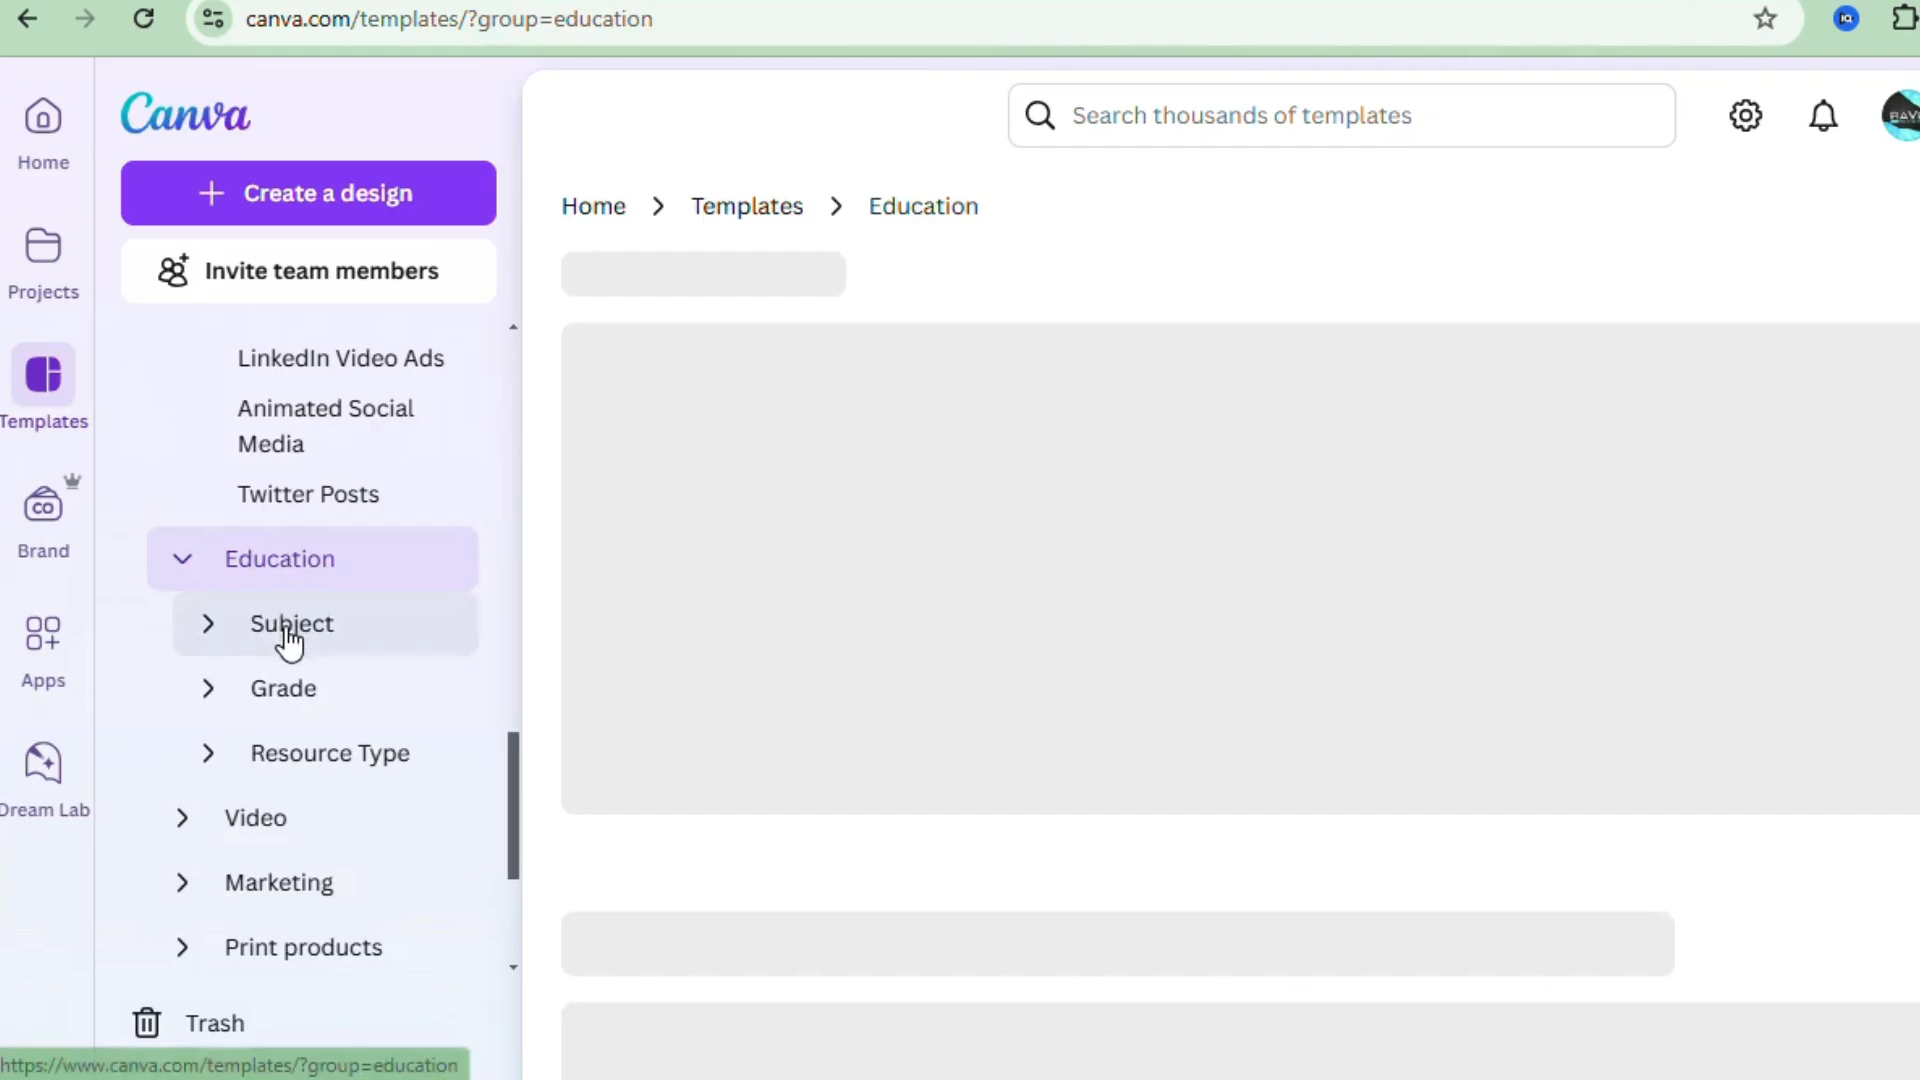 canva.com/templates/?group=education
Canva
Search thousands of templates
Home
Create a design
Home > Templates > Education
Invite team members
Projects
LinkedIn Video Ads
Animated Social
Media
Templates
Twitter Posts
CO
Brand
Education
Subject
Apps
Grade
Resource Type
Dream Lab
Video
Marketing
Print products
Trash
https://www.canva.com/templates/?group=education